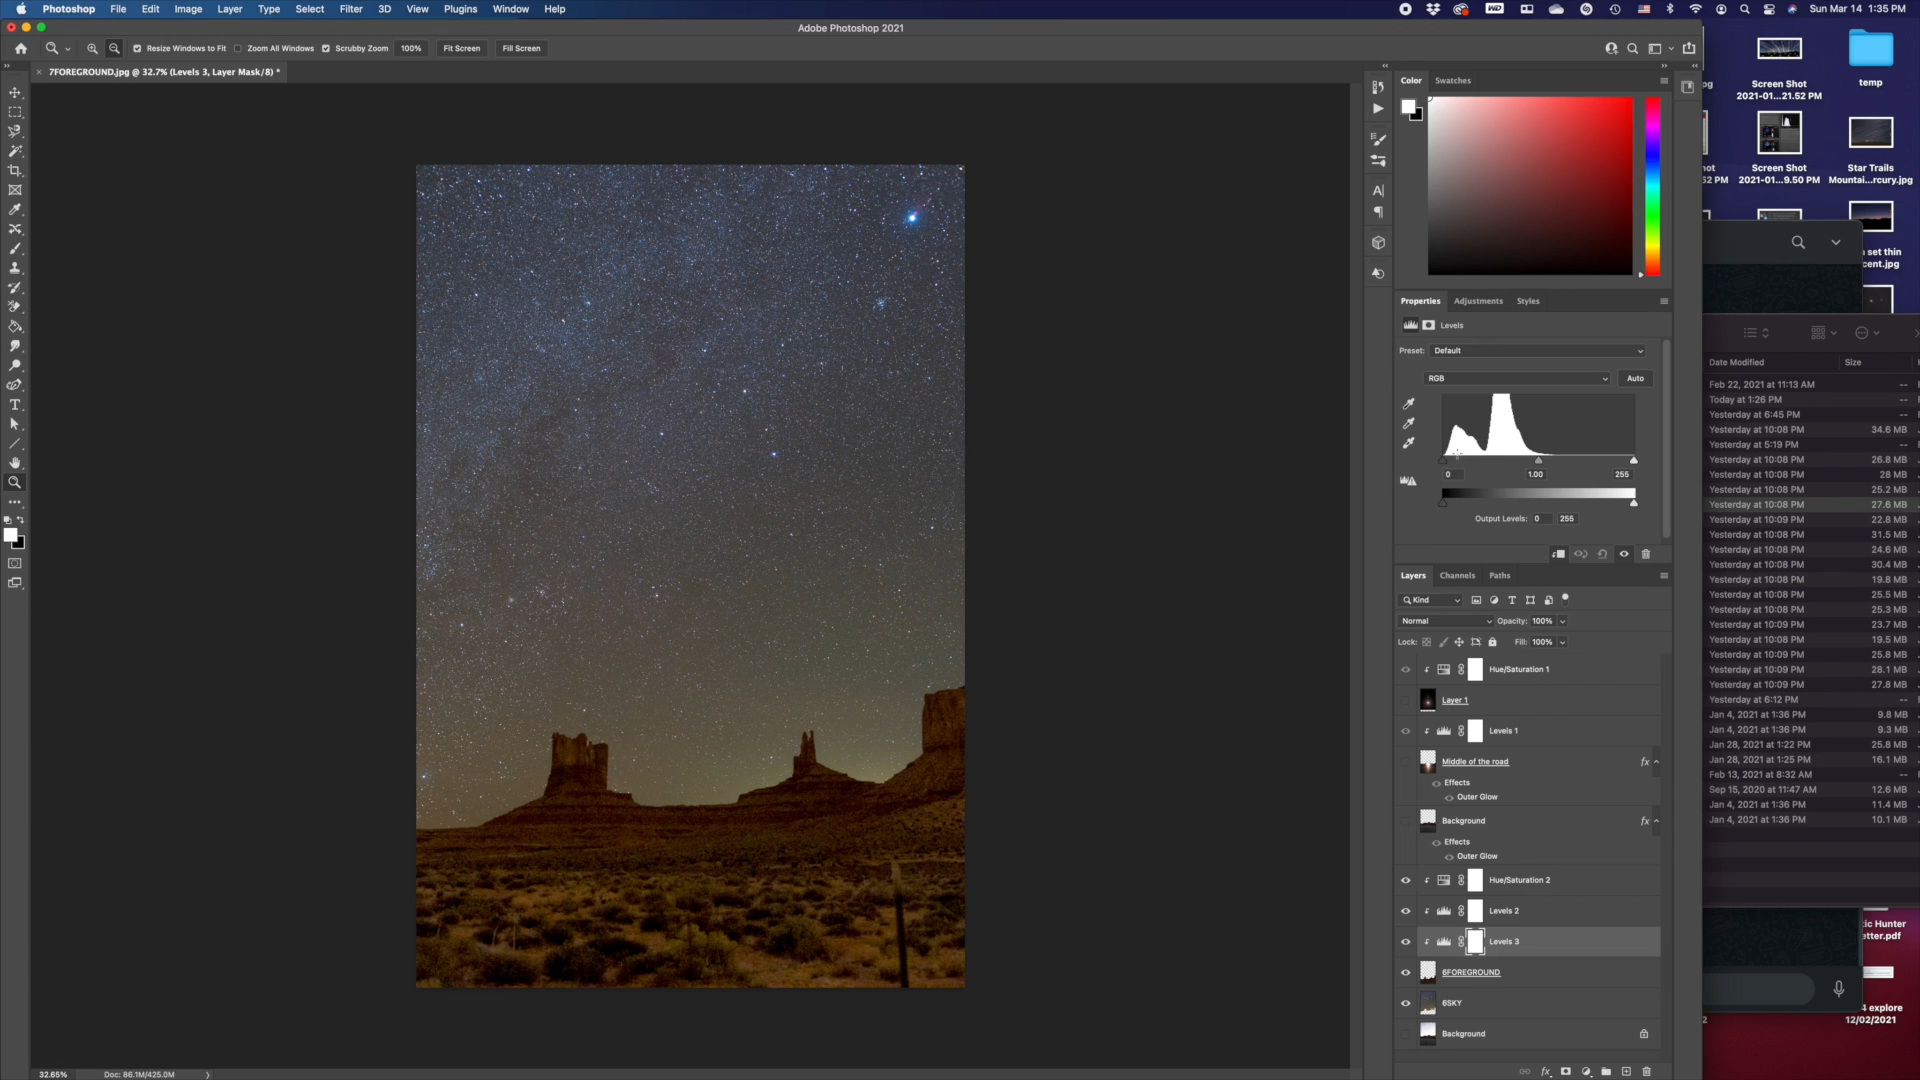 Photoshop File Edit Image Layer Type Select Filter 3D View Plugins Window Help Sun Mar 14 1:35 PM
Adobe Photoshop 2021
Resize Windows to Fit Zoom All Windows Scrubby Zoom 100% Fit Screen Fill Screen
7FOREGROUND.jpg @ 32.7% (Levels 3, Layer Mask/8) *
Color Swatches
Properties Adjustments Styles
Levels
Preset: Default
RGB Auto
0 1.00 255
Output Levels: 0 255
Layers Channels Paths
Kind
Normal Opacity: 100%
Lock: Fill: 100%
Hue/Saturation 1
Layer 1
Levels 1
Middle of the road fx
Effects
Outer Glow
Background fx
Effects
Outer Glow
Hue/Saturation 2
Levels 2
Levels 3
6FOREGROUND
6SKY
Background
32.65% Doc: 86.1M/425.0M
Screen Shot
2021-01...21.52 PM
temp
Screen Shot
2021-01...9.50 PM
Star Trails
Mountai...rcury.jpg
set thin
cent.jpg
Date Modified Size
Feb 22, 2021 at 11:13 AM --
Today at 1:26 PM --
Yesterday at 6:45 PM --
Yesterday at 10:08 PM 34.6 MB
Yesterday at 5:19 PM --
Yesterday at 10:08 PM 26.8 MB
Yesterday at 10:08 PM 28 MB
Yesterday at 10:08 PM 25.2 MB
Yesterday at 10:08 PM 27.6 MB
Yesterday at 10:09 PM 22.8 MB
Yesterday at 10:08 PM 31.5 MB
Yesterday at 10:08 PM 24.6 MB
Yesterday at 10:08 PM 30.4 MB
Yesterday at 10:08 PM 19.8 MB
Yesterday at 10:08 PM 25.5 MB
Yesterday at 10:08 PM 25.3 MB
Yesterday at 10:09 PM 23.7 MB
Yesterday at 10:08 PM 19.5 MB
Yesterday at 10:09 PM 25.8 MB
Yesterday at 10:09 PM 28.1 MB
Yesterday at 10:09 PM 27.8 MB
Yesterday at 6:12 PM --
Jan 4, 2021 at 1:36 PM 9.8 MB
Jan 4, 2021 at 1:36 PM 9.3 MB
Jan 28, 2021 at 1:22 PM 25.8 MB
Jan 28, 2021 at 1:25 PM 16.1 MB
Feb 13, 2021 at 8:32 AM --
Sep 15, 2020 at 11:47 AM 12.6 MB
Jan 4, 2021 at 1:36 PM 11.4 MB
Jan 4, 2021 at 1:36 PM 10.1 MB
tic Hunter
etter.pdf
4 explore
12/02/2021